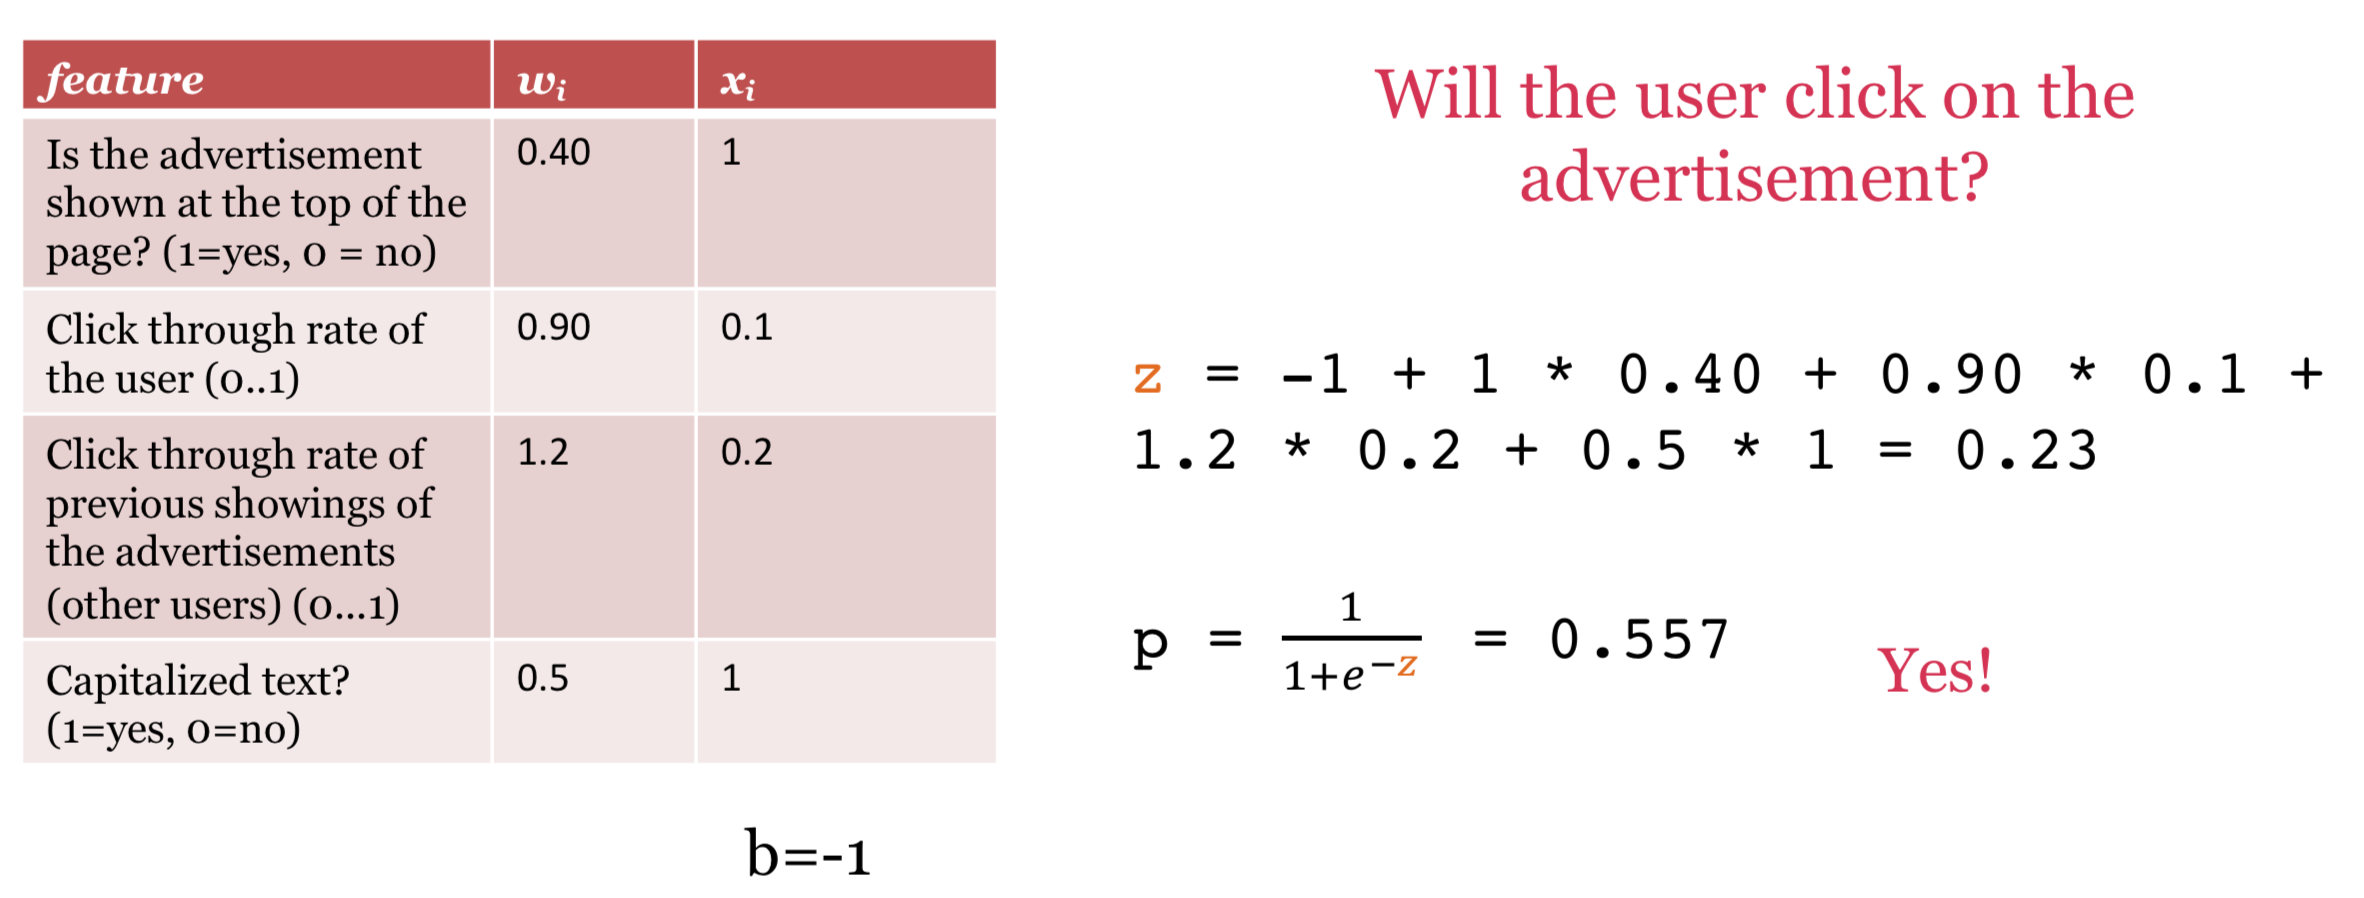 feature wᵢ xᵢ
Is the advertisement 0.40 1
shown at the top of the
page? (1=yes, 0 = no)
Click through rate of 0.90 0.1
the user (0..1)
Click through rate of 1.2 0.2
previous showings of
the advertisements
(other users) (0...1)
Capitalized text? 0.5 1
(1=yes, 0=no)
b=-1
Will the user click on the
advertisement?
z = -1 + 1 * 0.40 + 0.90 * 0.1 +
1.2 * 0.2 + 0.5 * 1 = 0.23
p = 1/(1+e^−z) = 0.557
Yes!